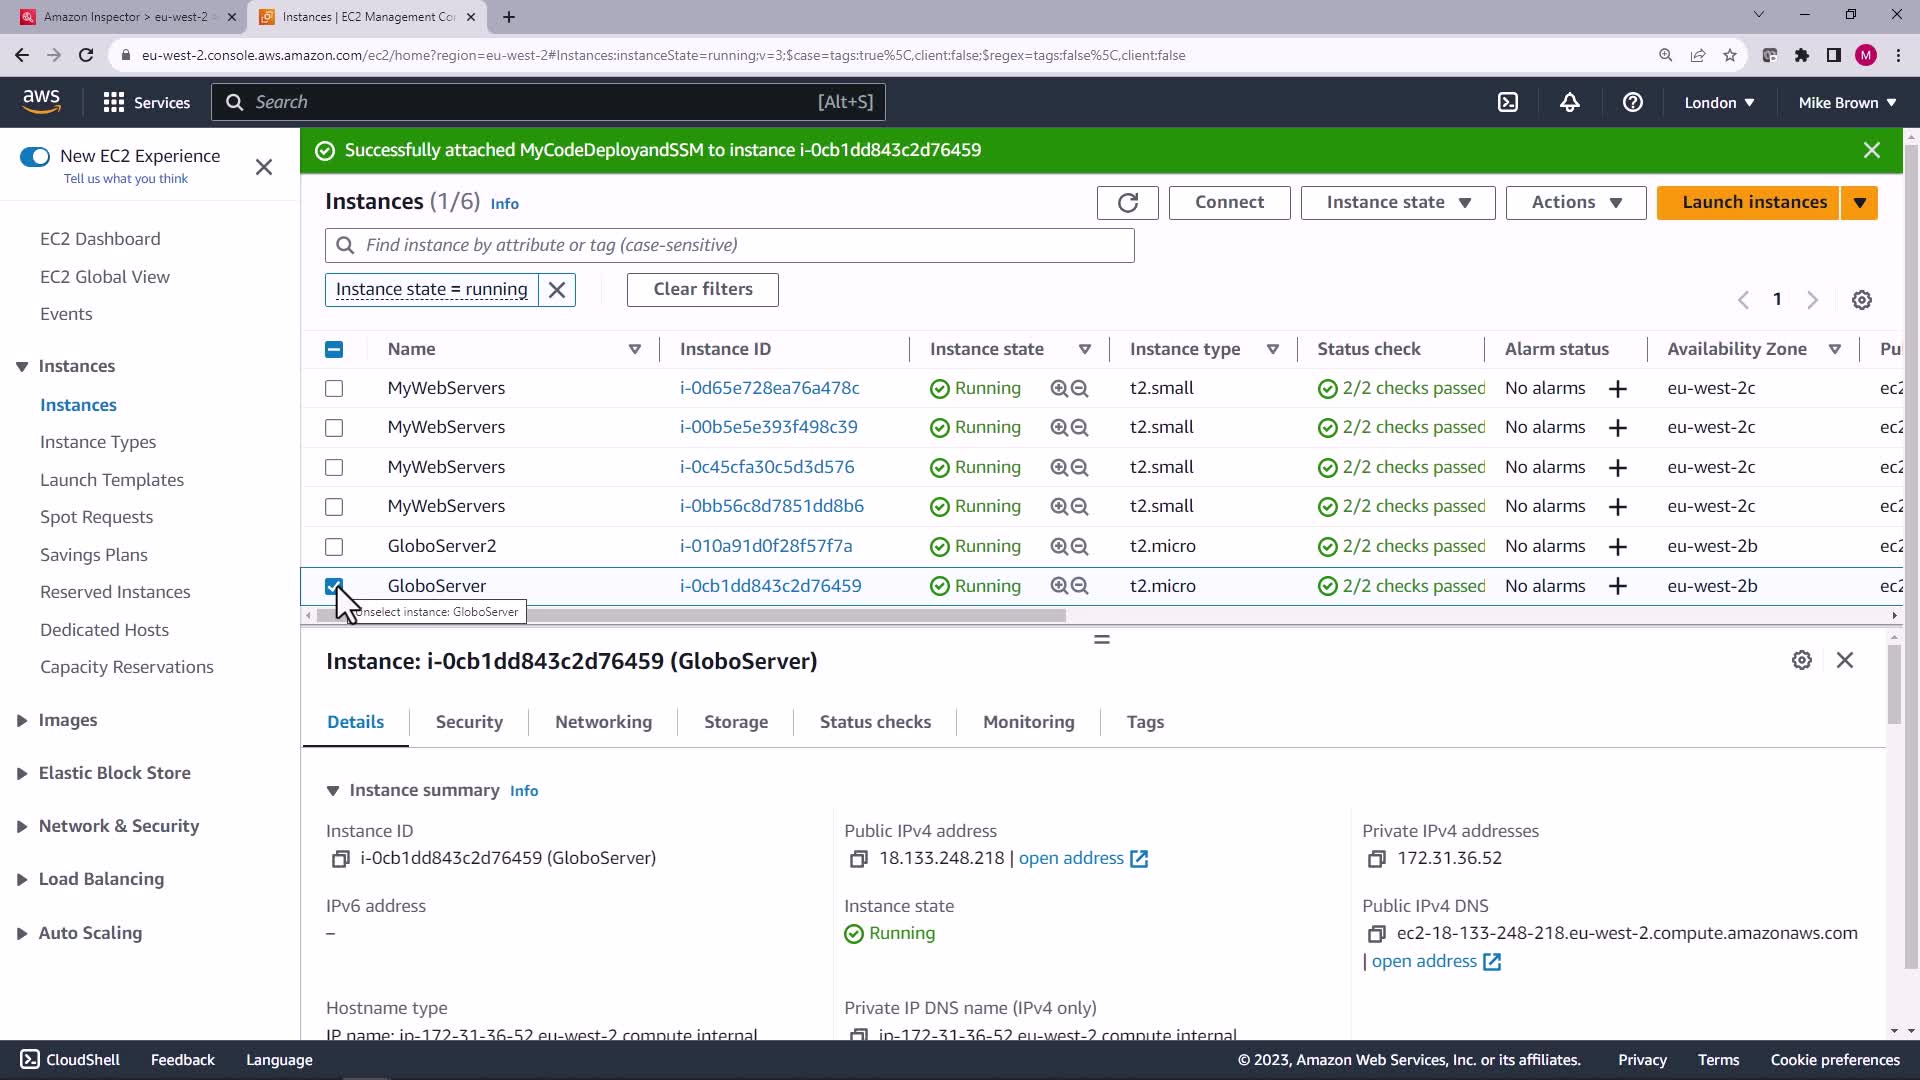 Amazon Inspector > eu-west-2
Instances | EC2 Management Co
eu-west-2.console.aws.amazon.com/ec2/home?region=eu-west-2#Instances:instanceState=running;v=3;$case=tags:true%5C,client:false;$regex=tags:false%5C,client:false
M
aws
Services
Search
[Alt+S]
London
Mike Brown
New EC2 Experience
Tell us what you think
EC2 Dashboard
EC2 Global View
Events
Instances
Instances
Instance Types
Launch Templates
Spot Requests
Savings Plans
Reserved Instances
Dedicated Hosts
Capacity Reservations
Images
Elastic Block Store
Network & Security
Load Balancing
Auto Scaling
Successfully attached MyCodeDeployandSSM to instance i-0cb1dd843c2d76459
Instances (1/6) Info
Connect
Instance state
Actions
Launch instances
Find instance by attribute or tag (case-sensitive)
Instance state = running
Clear filters
1
Name Instance ID Instance state Instance type Status check Alarm status Availability Zone Pu
MyWebServers i-0d65e728ea76a478c Running t2.small 2/2 checks passed No alarms eu-west-2c ec2
MyWebServers i-00b5e5e393f498c39 Running t2.small 2/2 checks passed No alarms eu-west-2c ec2
MyWebServers i-0c45cfa30c5d3d576 Running t2.small 2/2 checks passed No alarms eu-west-2c ec2
MyWebServers i-0bb56c8d7851dd8b6 Running t2.small 2/2 checks passed No alarms eu-west-2c ec2
GloboServer2 i-010a91d0f28f57f7a Running t2.micro 2/2 checks passed No alarms eu-west-2b ec2
GloboServer i-0cb1dd843c2d76459 Running t2.micro 2/2 checks passed No alarms eu-west-2b ec2
instance: GloboServer
Instance: i-0cb1dd843c2d76459 (GloboServer)
Details Security Networking Storage Status checks Monitoring Tags
Instance summary Info
Instance ID
i-0cb1dd843c2d76459 (GloboServer)
Public IPv4 address
18.133.248.218 | open address
Private IPv4 addresses
172.31.36.52
IPv6 address
–
Instance state
Running
Public IPv4 DNS
ec2-18-133-248-218.eu-west-2.compute.amazonaws.com
| open address
Hostname type
IP name: ip-172-31-36-52.eu-west-2.compute.internal
Private IP DNS name (IPv4 only)
ip-172-31-36-52.eu-west-2.compute.internal
CloudShell
Feedback
Language
© 2023, Amazon Web Services, Inc. or its affiliates.
Privacy
Terms
Cookie preferences